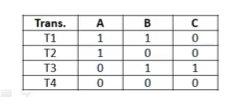 Trans. A B C
T1 1 1 0
T2 1 0 0
T3 0 1 1
T4 0 0 0